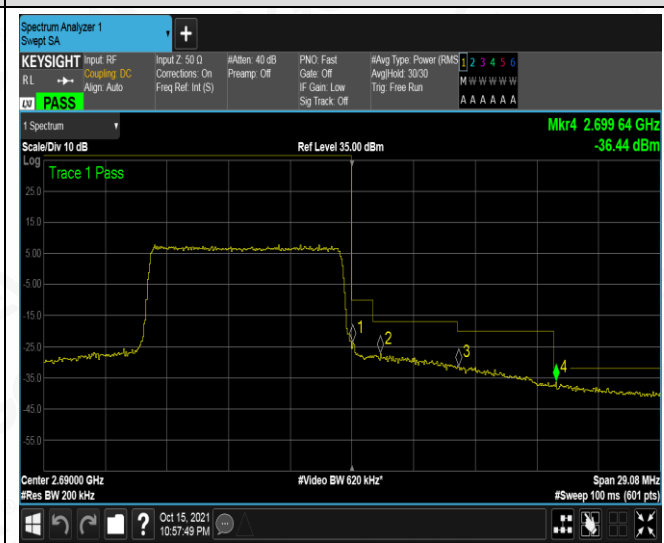 Spectrum Analyzer 1
Swept SA
+
KEYSIGHT
RL
LXI PASS
Input: RF
Coupling: DC
Align: Auto
Input Z: 50 Ω
Corrections: On
Freq Ref: Int (S)
#Atten: 40 dB
Preamp: Off
PNO: Fast
Gate: Off
IF Gain: Low
Sig Track: Off
#Avg Type: Power (RMS
Avg|Hold: 30/30
Trig: Free Run
1 2 3 4 5 6
M W W W W W
A A A A A A
1 Spectrum
Scale/Div 10 dB
Ref Level 35.00 dBm
Mkr4 2.699 64 GHz
-36.44 dBm
Log
Trace 1 Pass
25.0
15.0
5.00
-5.00
-15.0
-25.0
-35.0
-45.0
-55.0
1
2
3
4
Center 2.69000 GHz
#Res BW 200 kHz
#Video BW 620 kHz*
Span 29.08 MHz
#Sweep 100 ms (601 pts)
?
Oct 15, 2021
10:57:49 PM